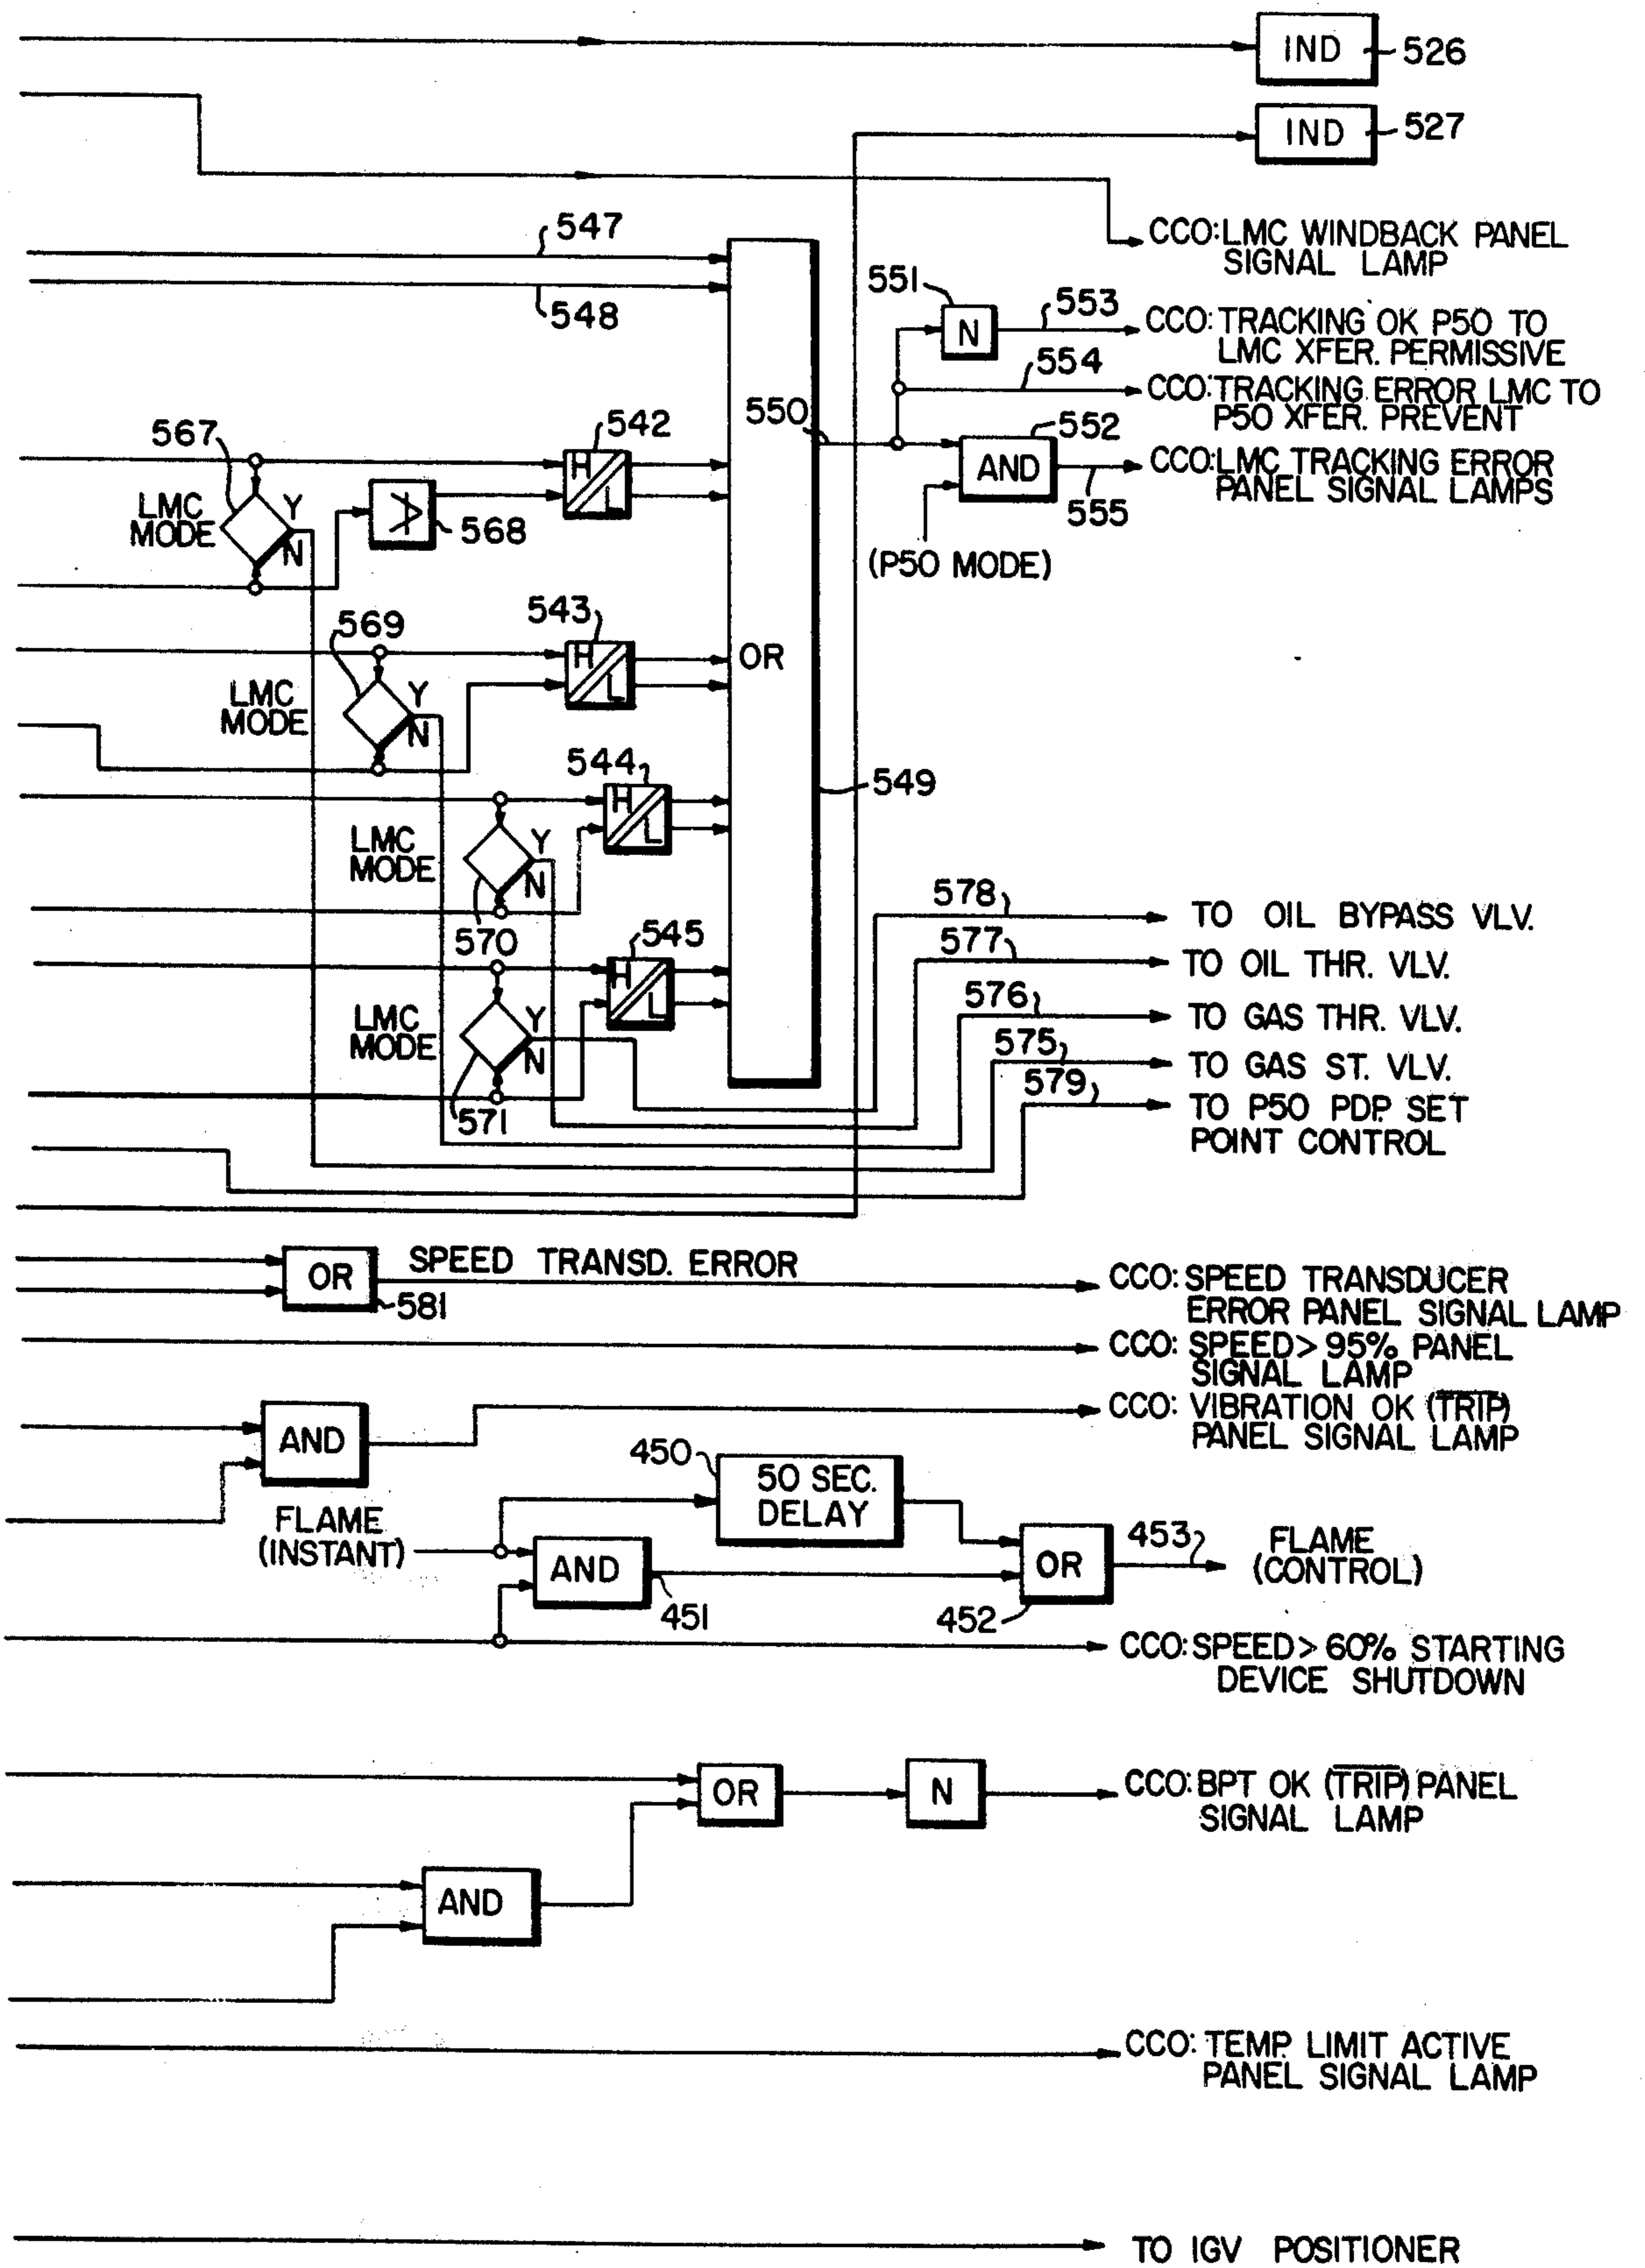 IND
526
IND
527
CCO: LMC WINDBACK PANEL
SIGNAL LAMP
547
548
551
N
553
CCO: TRACKING OK P50 TO
LMC XFER. PERMISSIVE
554
CCO: TRACKING ERROR LMC TO
P50 XFER. PREVENT
550
552
AND
CCO: LMC TRACKING ERROR
PANEL SIGNAL LAMPS
555
(P50 MODE)
567
LMC
MODE
Y
N
568
542
H
L
569
LMC
MODE
Y
N
543
H
L
OR
549
544
H
L
LMC
MODE
Y
N
570
545
H
L
LMC
MODE
Y
N
571
578
TO OIL BYPASS VLV.
577
TO OIL THR. VLV.
576
TO GAS THR. VLV.
575
TO GAS ST. VLV.
579
TO P50 PDP. SET
POINT CONTROL
OR
581
SPEED TRANSD. ERROR
CCO: SPEED TRANSDUCER
ERROR PANEL SIGNAL LAMP
CCO: SPEED > 95% PANEL
SIGNAL LAMP
AND
CCO: VIBRATION OK (T̅R̅I̅P̅)
PANEL SIGNAL LAMP
450
50 SEC.
DELAY
FLAME
(INSTANT)
AND
451
OR
452
453
FLAME
(CONTROL)
CCO: SPEED > 60% STARTING
DEVICE SHUTDOWN
OR
N
CCO: BPT OK (T̅R̅I̅P̅) PANEL
SIGNAL LAMP
AND
CCO: TEMP. LIMIT ACTIVE
PANEL SIGNAL LAMP
TO IGV POSITIONER